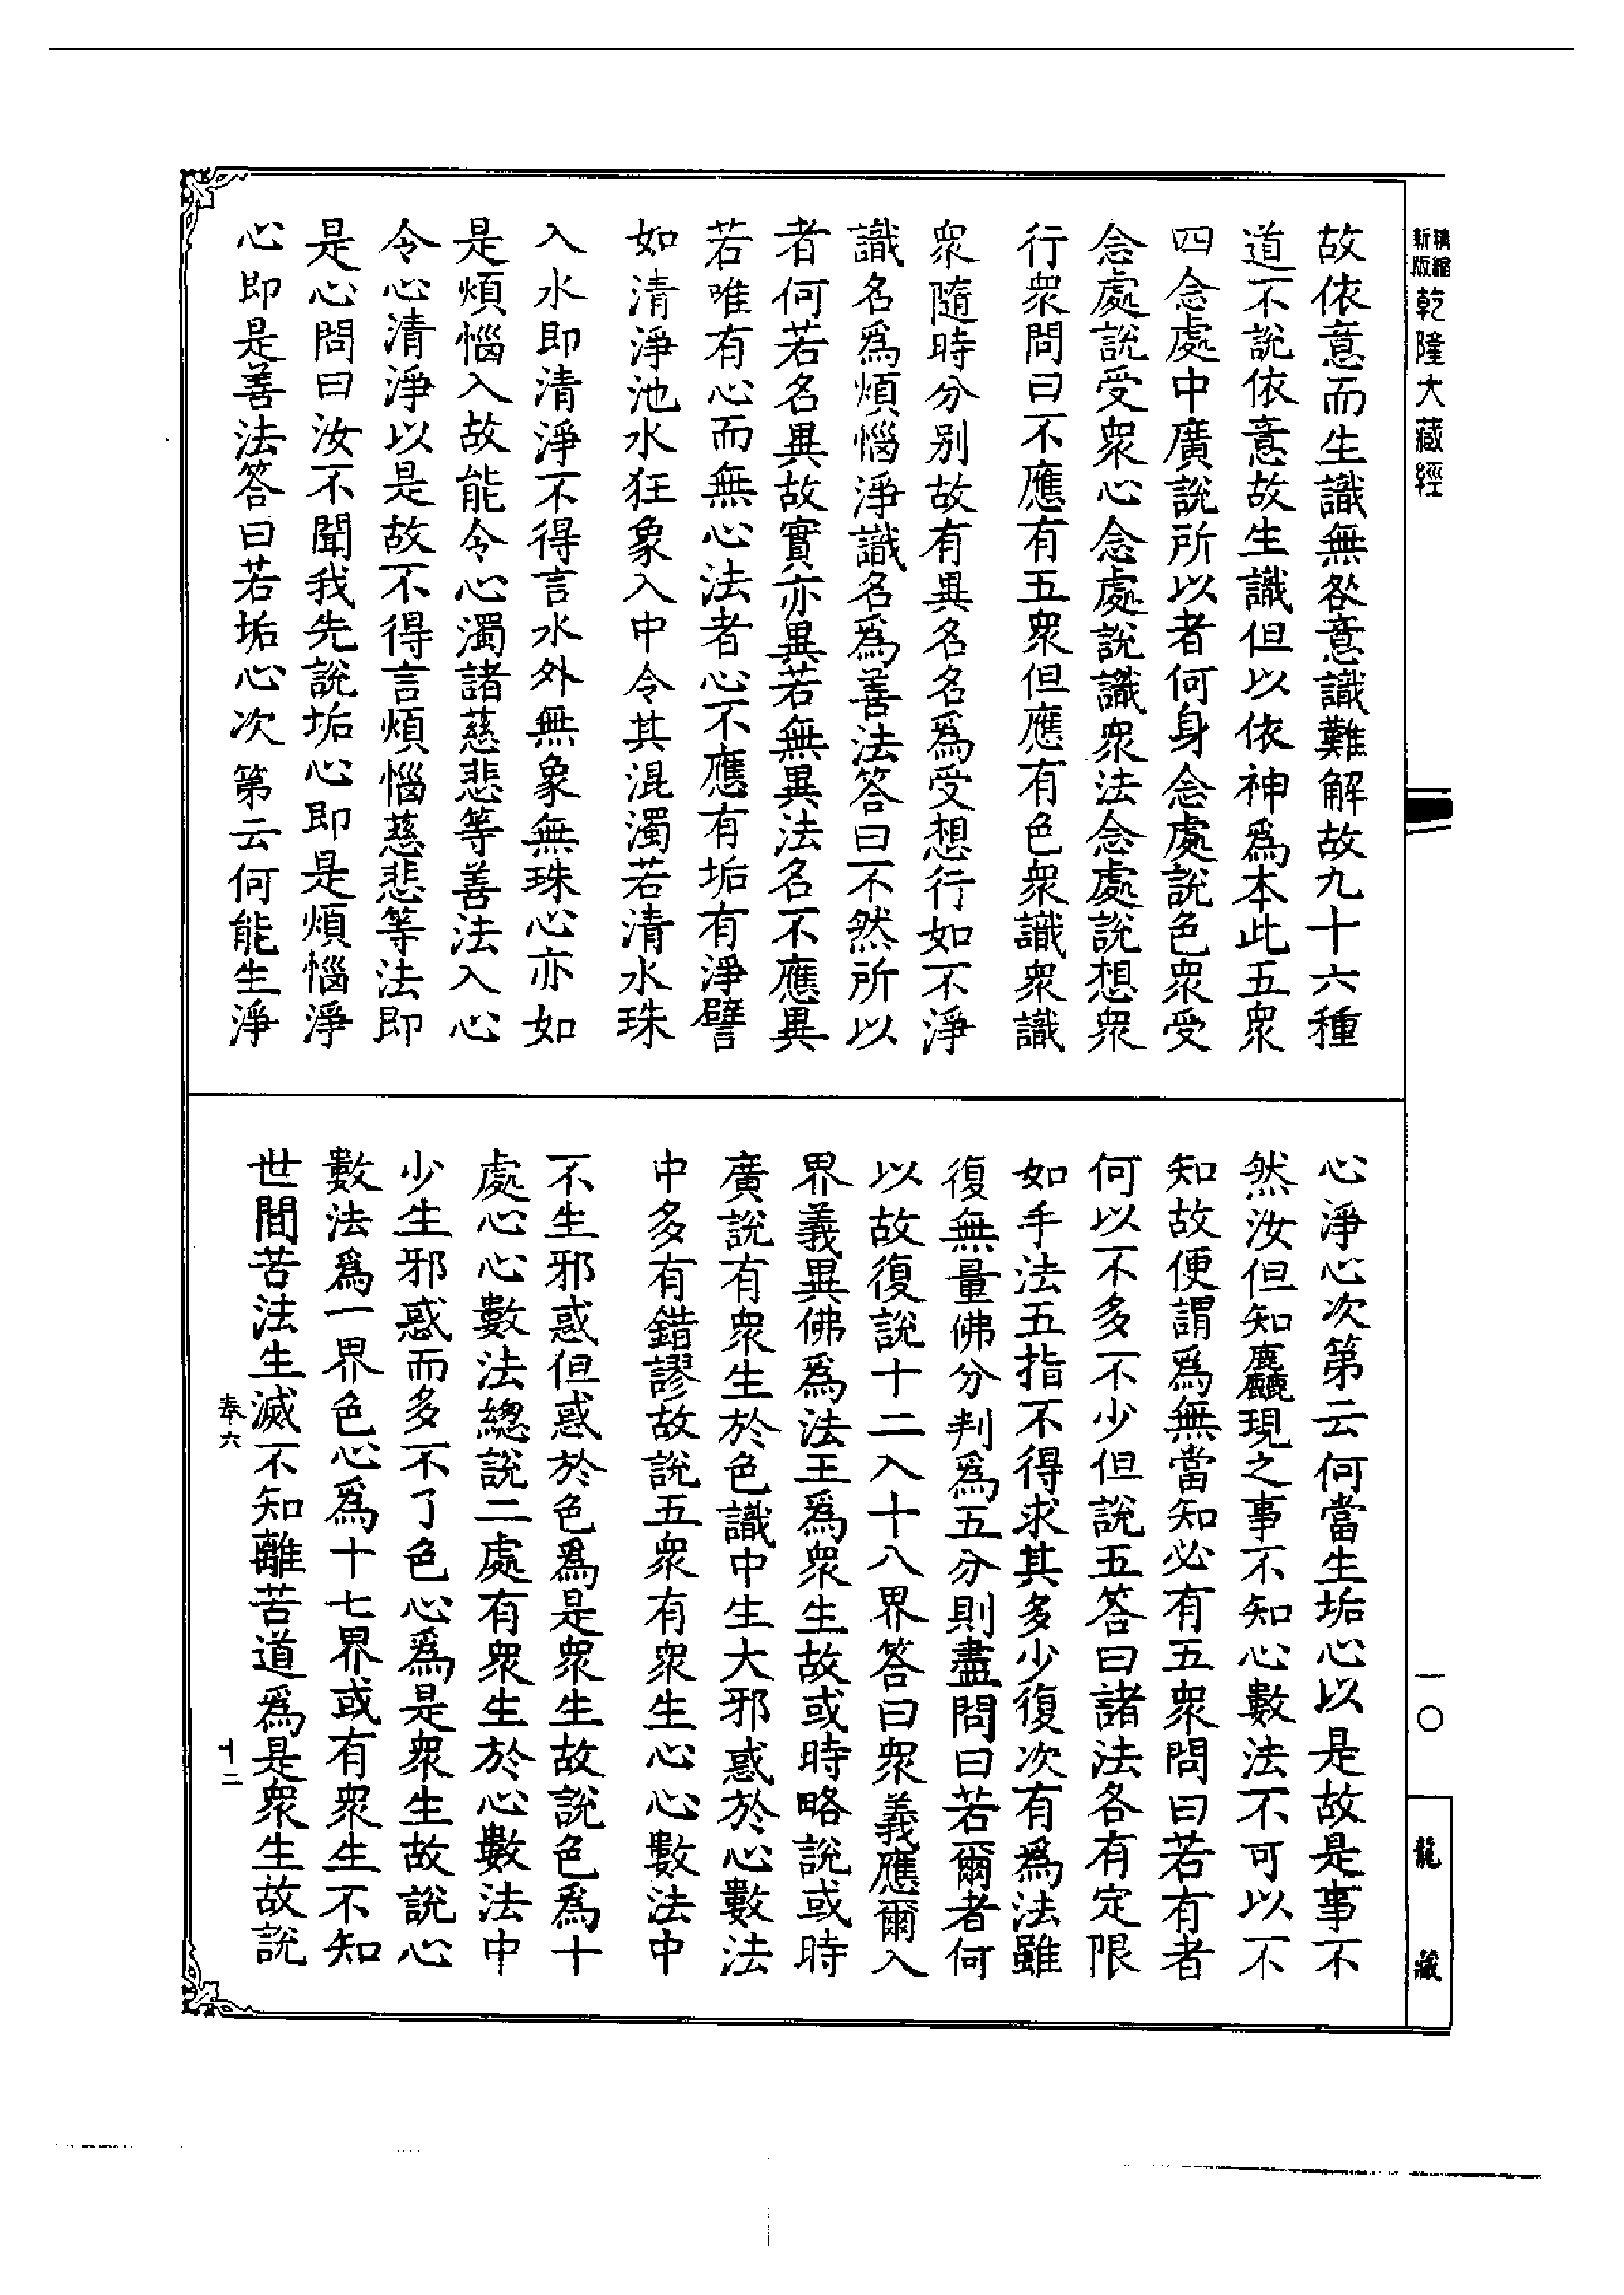 新版精縮乾隆大藏經
故依意而生識無咎意識難解故九十六種
道不說依意故生識但以依神爲本此五衆
四念處中廣說所以者何身念處說色衆受
念處說受衆心念處說識衆法念處說想衆
行衆問曰不應有五衆但應有色衆識衆識
衆隨時分別故有異名名爲受想行如不淨
識名爲煩惱淨識名爲善法答曰不然所以
者何若名異故實亦異若無異法名不應異
若唯有心而無心法者心不應有垢有淨譬
如清淨池水狂象入中令其混濁若清水珠
入水即清淨不得言水外無象無珠心亦如
是煩惱入故能令心濁諸慈悲等善法入心
令心清淨以是故不得言煩惱慈悲等法即
是心問曰汝不聞我先說垢心即是煩惱淨
心即是善法答曰若垢心次第云何能生淨
心淨心次第云何當生垢心以是故是事不
然汝但知麤現之事不知心數法不可以不
知故便謂爲無當知必有五衆問曰若有者
何以不多不少但說五答曰諸法各有定限
如手法五指不得求其多少復次有爲法雖
復無量佛分判爲五分則盡問曰若爾者何
以故復說十二入十八界答曰衆義應爾入
界義異佛爲法王爲衆生故或時略說或時
廣說有衆生於色識中生大邪惑於心數法
中多有錯謬故說五衆有衆生心心數法中
不生邪惑但惑於色爲是衆生故說色爲十
處心心數法總說二處有衆生於心數法中
少生邪惑而多不了色心爲是衆生故說心
數法爲一界色心爲十七界或有衆生不知
世間苦法生滅不知離苦道爲是衆生故說
奉六
十二
一〇
龍藏